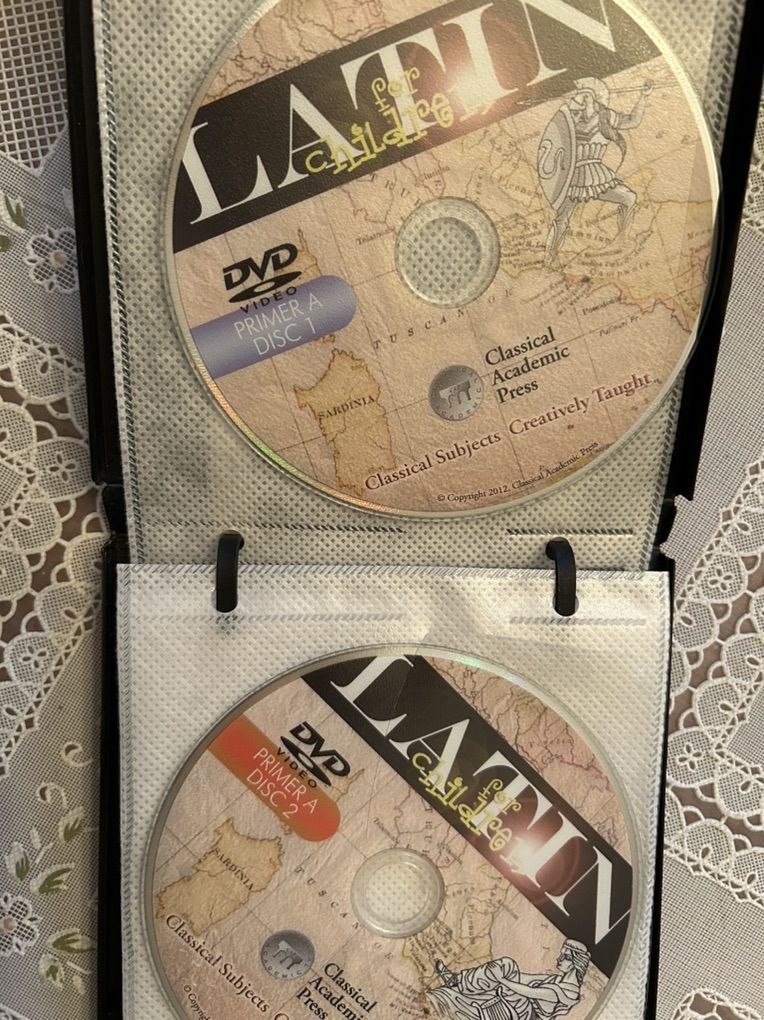 LATIN
for
children
DVD
VIDEO
PRIMER A
DISC 1
TUSCAN
SARDINIA
Classical
Academic
Press
Classical Subjects Creatively Taught
© Copyright 2012, Classical Academic Press
LATIN
for
children
DVD
VIDEO
PRIMER A
DISC 2
SARDINIA
TUSCAN
Classical
Academic
Press
Classical Subjects